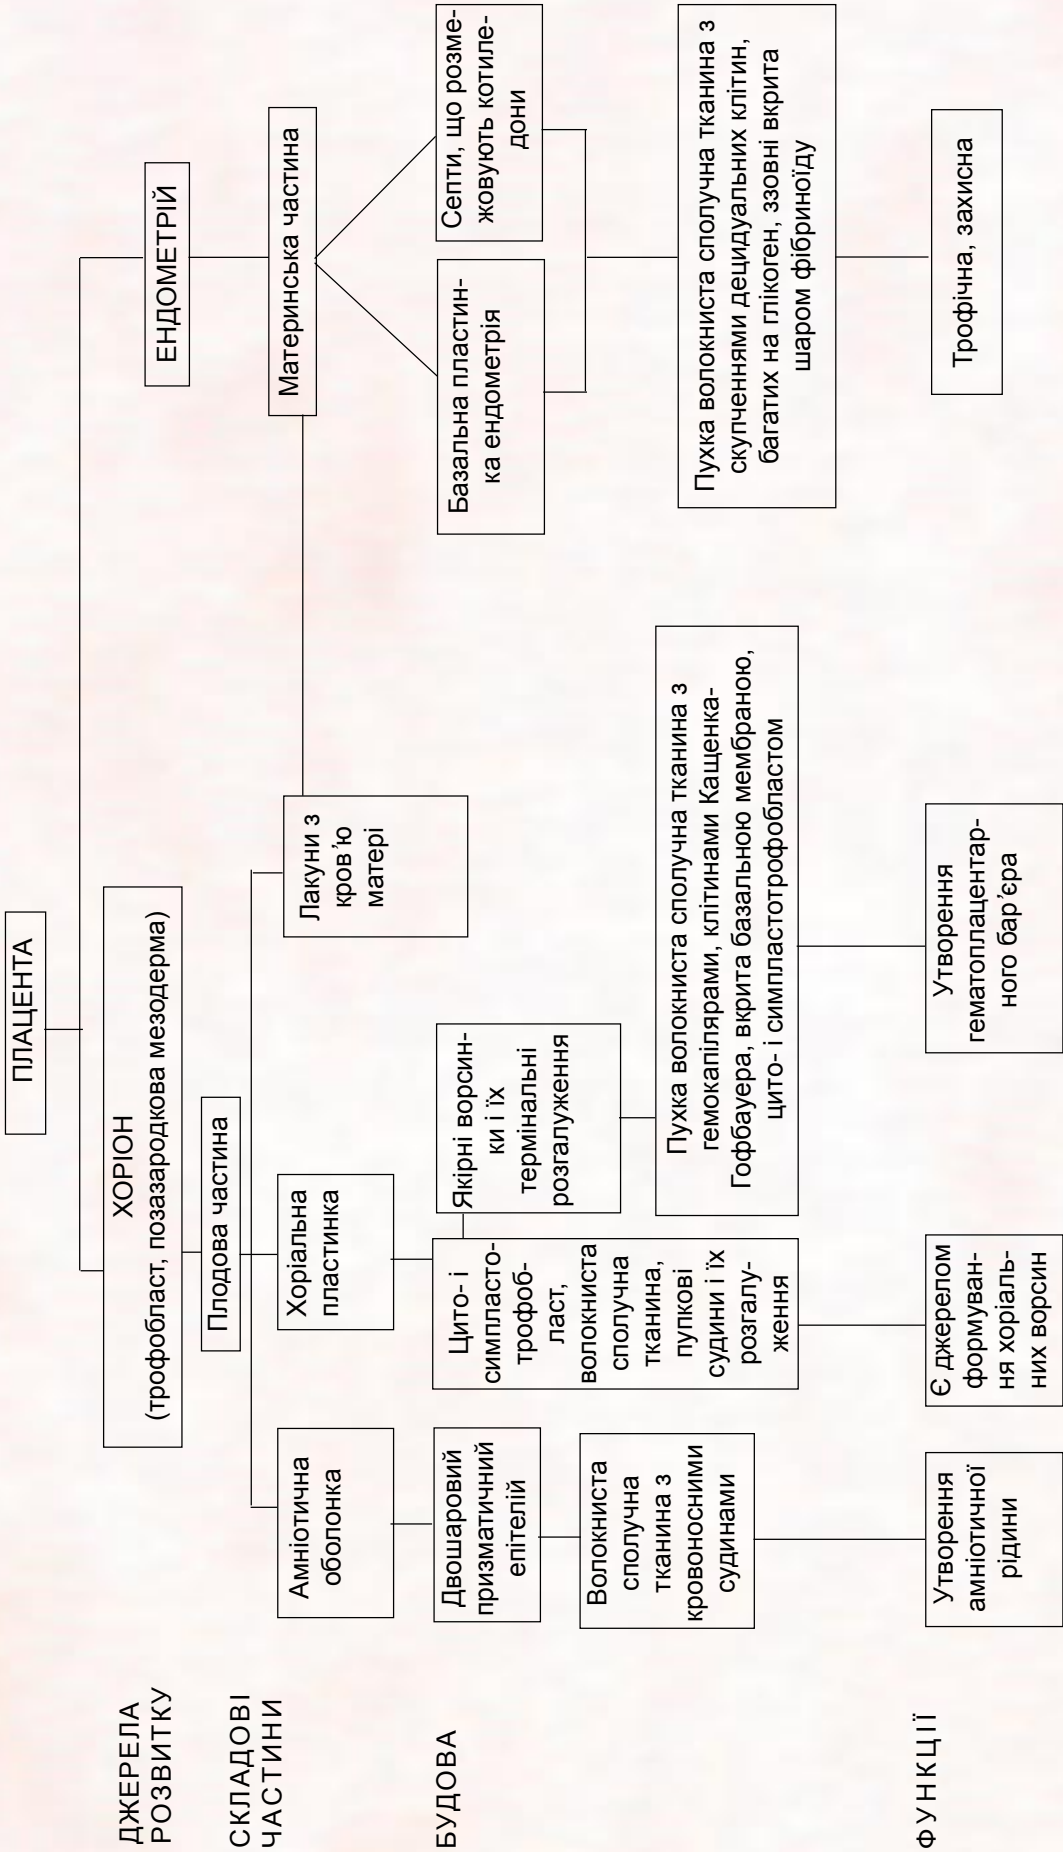 ПЛАЦЕНТА
ДЖЕРЕЛА
РОЗВИТКУ
ХОРІОН
(трофобласт, позазародкова мезодерма)
ЕНДОМЕТРІЙ
СКЛАДОВІ
ЧАСТИНИ
Плодова частина
Материнська частина
Амніотична
оболонка
Хоріальна
пластинка
Лакуни з
кров’ю
матері
БУДОВА
Двошаровий
призматичний
епітелій
Волокниста
сполучна
тканина з
кровоносними
судинами
Цито- і
симпласто-
трофоб-
ласт,
волокниста
сполучна
тканина,
пупкові
судини і їх
розгалу-
ження
Якірні ворсин-
ки і їх
термінальні
розгалуження
Пухка волокниста сполучна тканина з
гемокапілярами, клітинами Кащенка-
Гофбауера, вкрита базальною мембраною,
цито- і симпластотрофобластом
Базальна пластин-
ка ендометрія
Септи, що розме-
жовують котиле-
дони
Пухка волокниста сполучна тканина з
скупченнями децидуальних клітин,
багатих на глікоген, ззовні вкрита
шаром фібриноїду
ФУНКЦІЇ
Утворення
амніотичної
рідини
Є джерелом
формуван-
ня хоріаль-
них ворсин
Утворення
гематоплацентар-
ного бар’єра
Трофічна, захисна